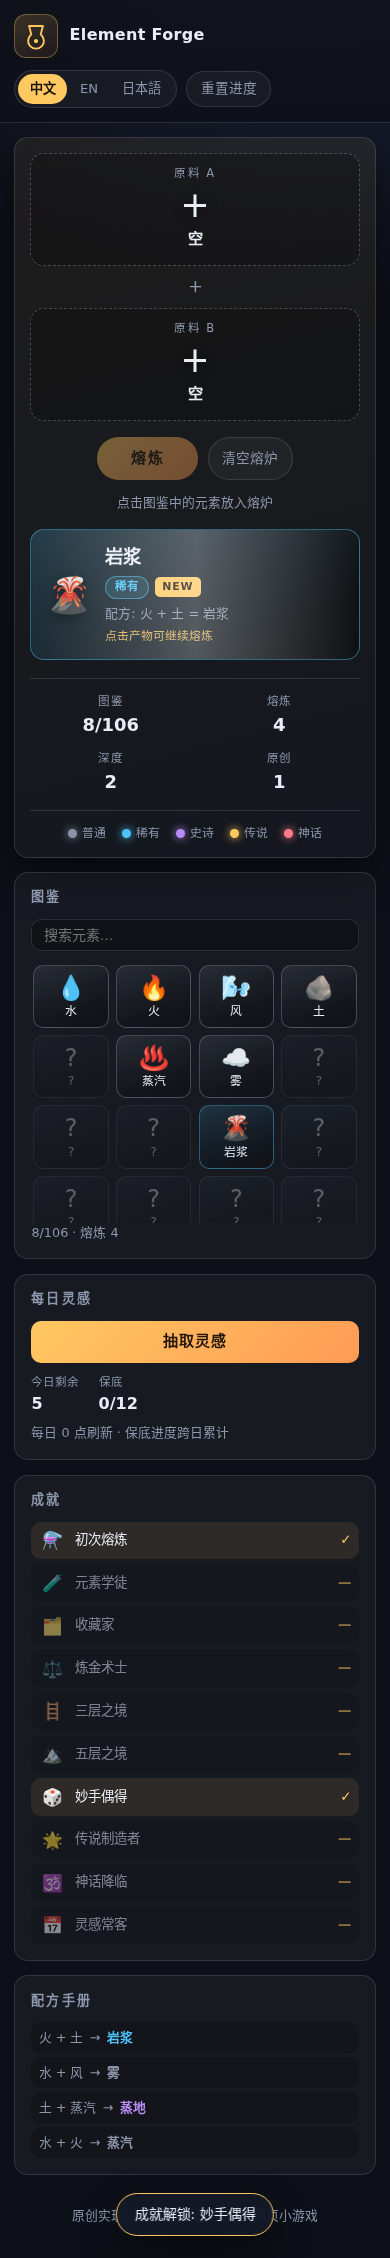 Element Forge
中文 EN 日本語 重置进度
原料 A
+
空
+
原料 B
+
空
熔炼 清空熔炉
点击图鉴中的元素放入熔炉
岩浆
稀有 NEW
配方: 火 + 土 = 岩浆
点击产物可继续熔炼
图鉴 熔炼
8/106 4
深度 原创
2 1
普通 稀有 史诗 传说 神话
图鉴
搜索元素...
水 火 风 土
? ? ? ?
? 蒸汽 雾 ?
? ? ? ?
? ? 岩浆 ?
? ? ? ?
? ? ? ?
8/106 · 熔炼 4
每日灵感
抽取灵感
今日剩余 保底
5 0/12
每日 0 点刷新 · 保底进度跨日累计
成就
初次熔炼 ✓
元素学徒 —
收藏家 —
炼金术士 —
三层之境 —
五层之境 —
妙手偶得 ✓
传说制造者 —
神话降临 —
灵感常客 —
配方手册
火 + 土 → 岩浆
水 + 风 → 雾
土 + 蒸汽 → 蒸地
水 + 火 → 蒸汽
原创实 成就解锁: 妙手偶得 页小游戏